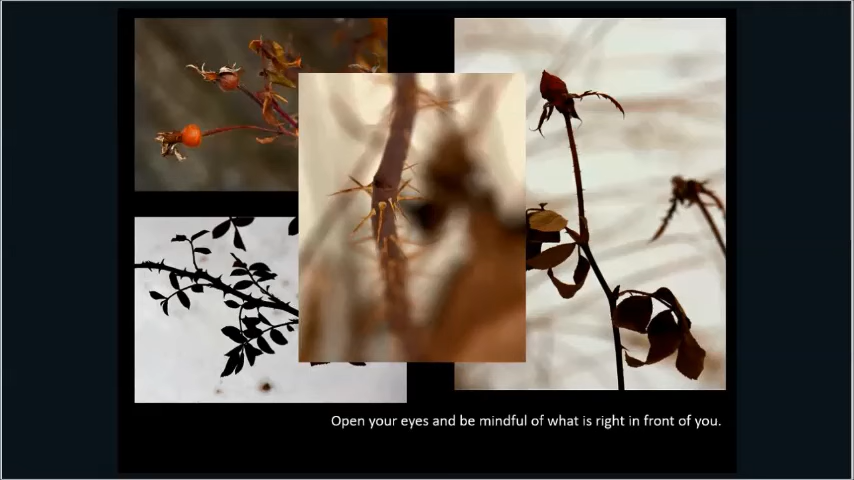 Open your eyes and be mindful of what is right in front of you.